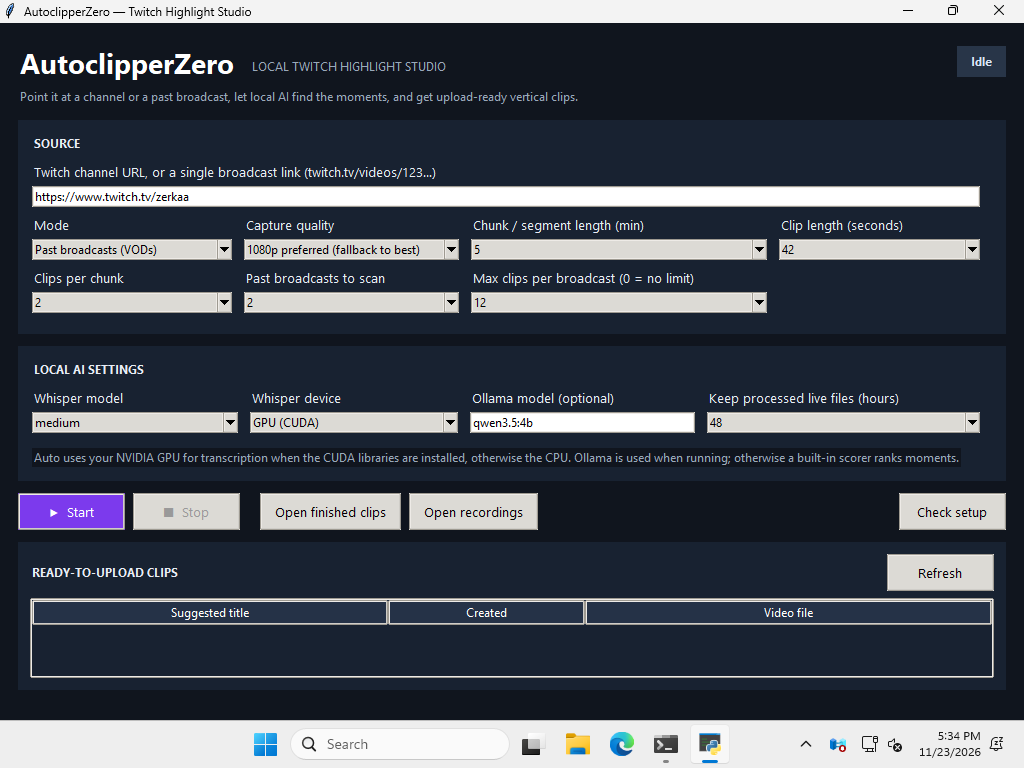 AutoclipperZero — Twitch Highlight Studio
AutoclipperZero LOCAL TWITCH HIGHLIGHT STUDIO Idle
Point it at a channel or a past broadcast, let local AI find the moments, and get upload-ready vertical clips.
SOURCE
Twitch channel URL, or a single broadcast link (twitch.tv/videos/123...)
https://www.twitch.tv/zerkaa
Mode Capture quality Chunk / segment length (min) Clip length (seconds)
Past broadcasts (VODs) 1080p preferred (fallback to best) 5 42
Clips per chunk Past broadcasts to scan Max clips per broadcast (0 = no limit)
2 2 12
LOCAL AI SETTINGS
Whisper model Whisper device Ollama model (optional) Keep processed live files (hours)
medium GPU (CUDA) qwen3.5:4b 48
Auto uses your NVIDIA GPU for transcription when the CUDA libraries are installed, otherwise the CPU. Ollama is used when running; otherwise a built-in scorer ranks moments.
Start Stop Open finished clips Open recordings Check setup
READY-TO-UPLOAD CLIPS Refresh
Suggested title Created Video file
Search 5:34 PM
11/23/2026